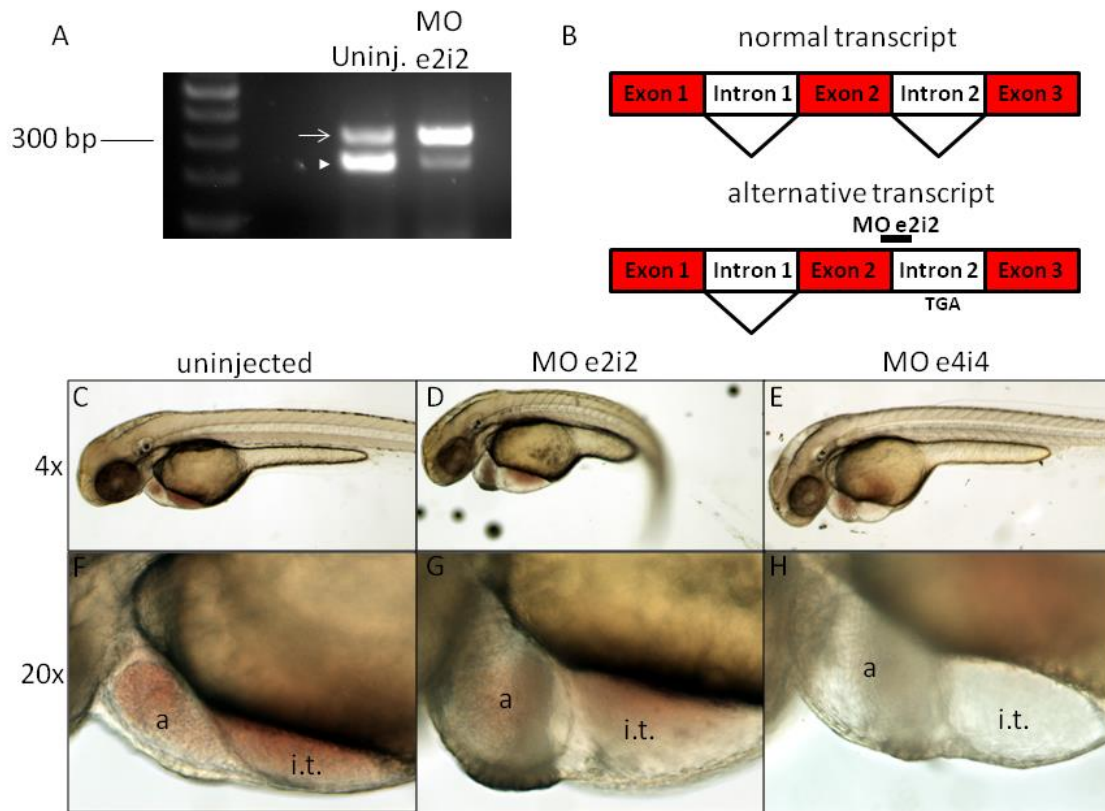 A
Uninj.
MO
e2i2
300 bp
B
normal transcript
Exon 1 Intron 1 Exon 2 Intron 2 Exon 3
alternative transcript
MO e2i2
Exon 1 Intron 1 Exon 2 Intron 2 Exon 3
TGA
uninjected MO e2i2 MO e4i4
4x
C D E
20x
F G H
a a a
i.t. i.t. i.t.